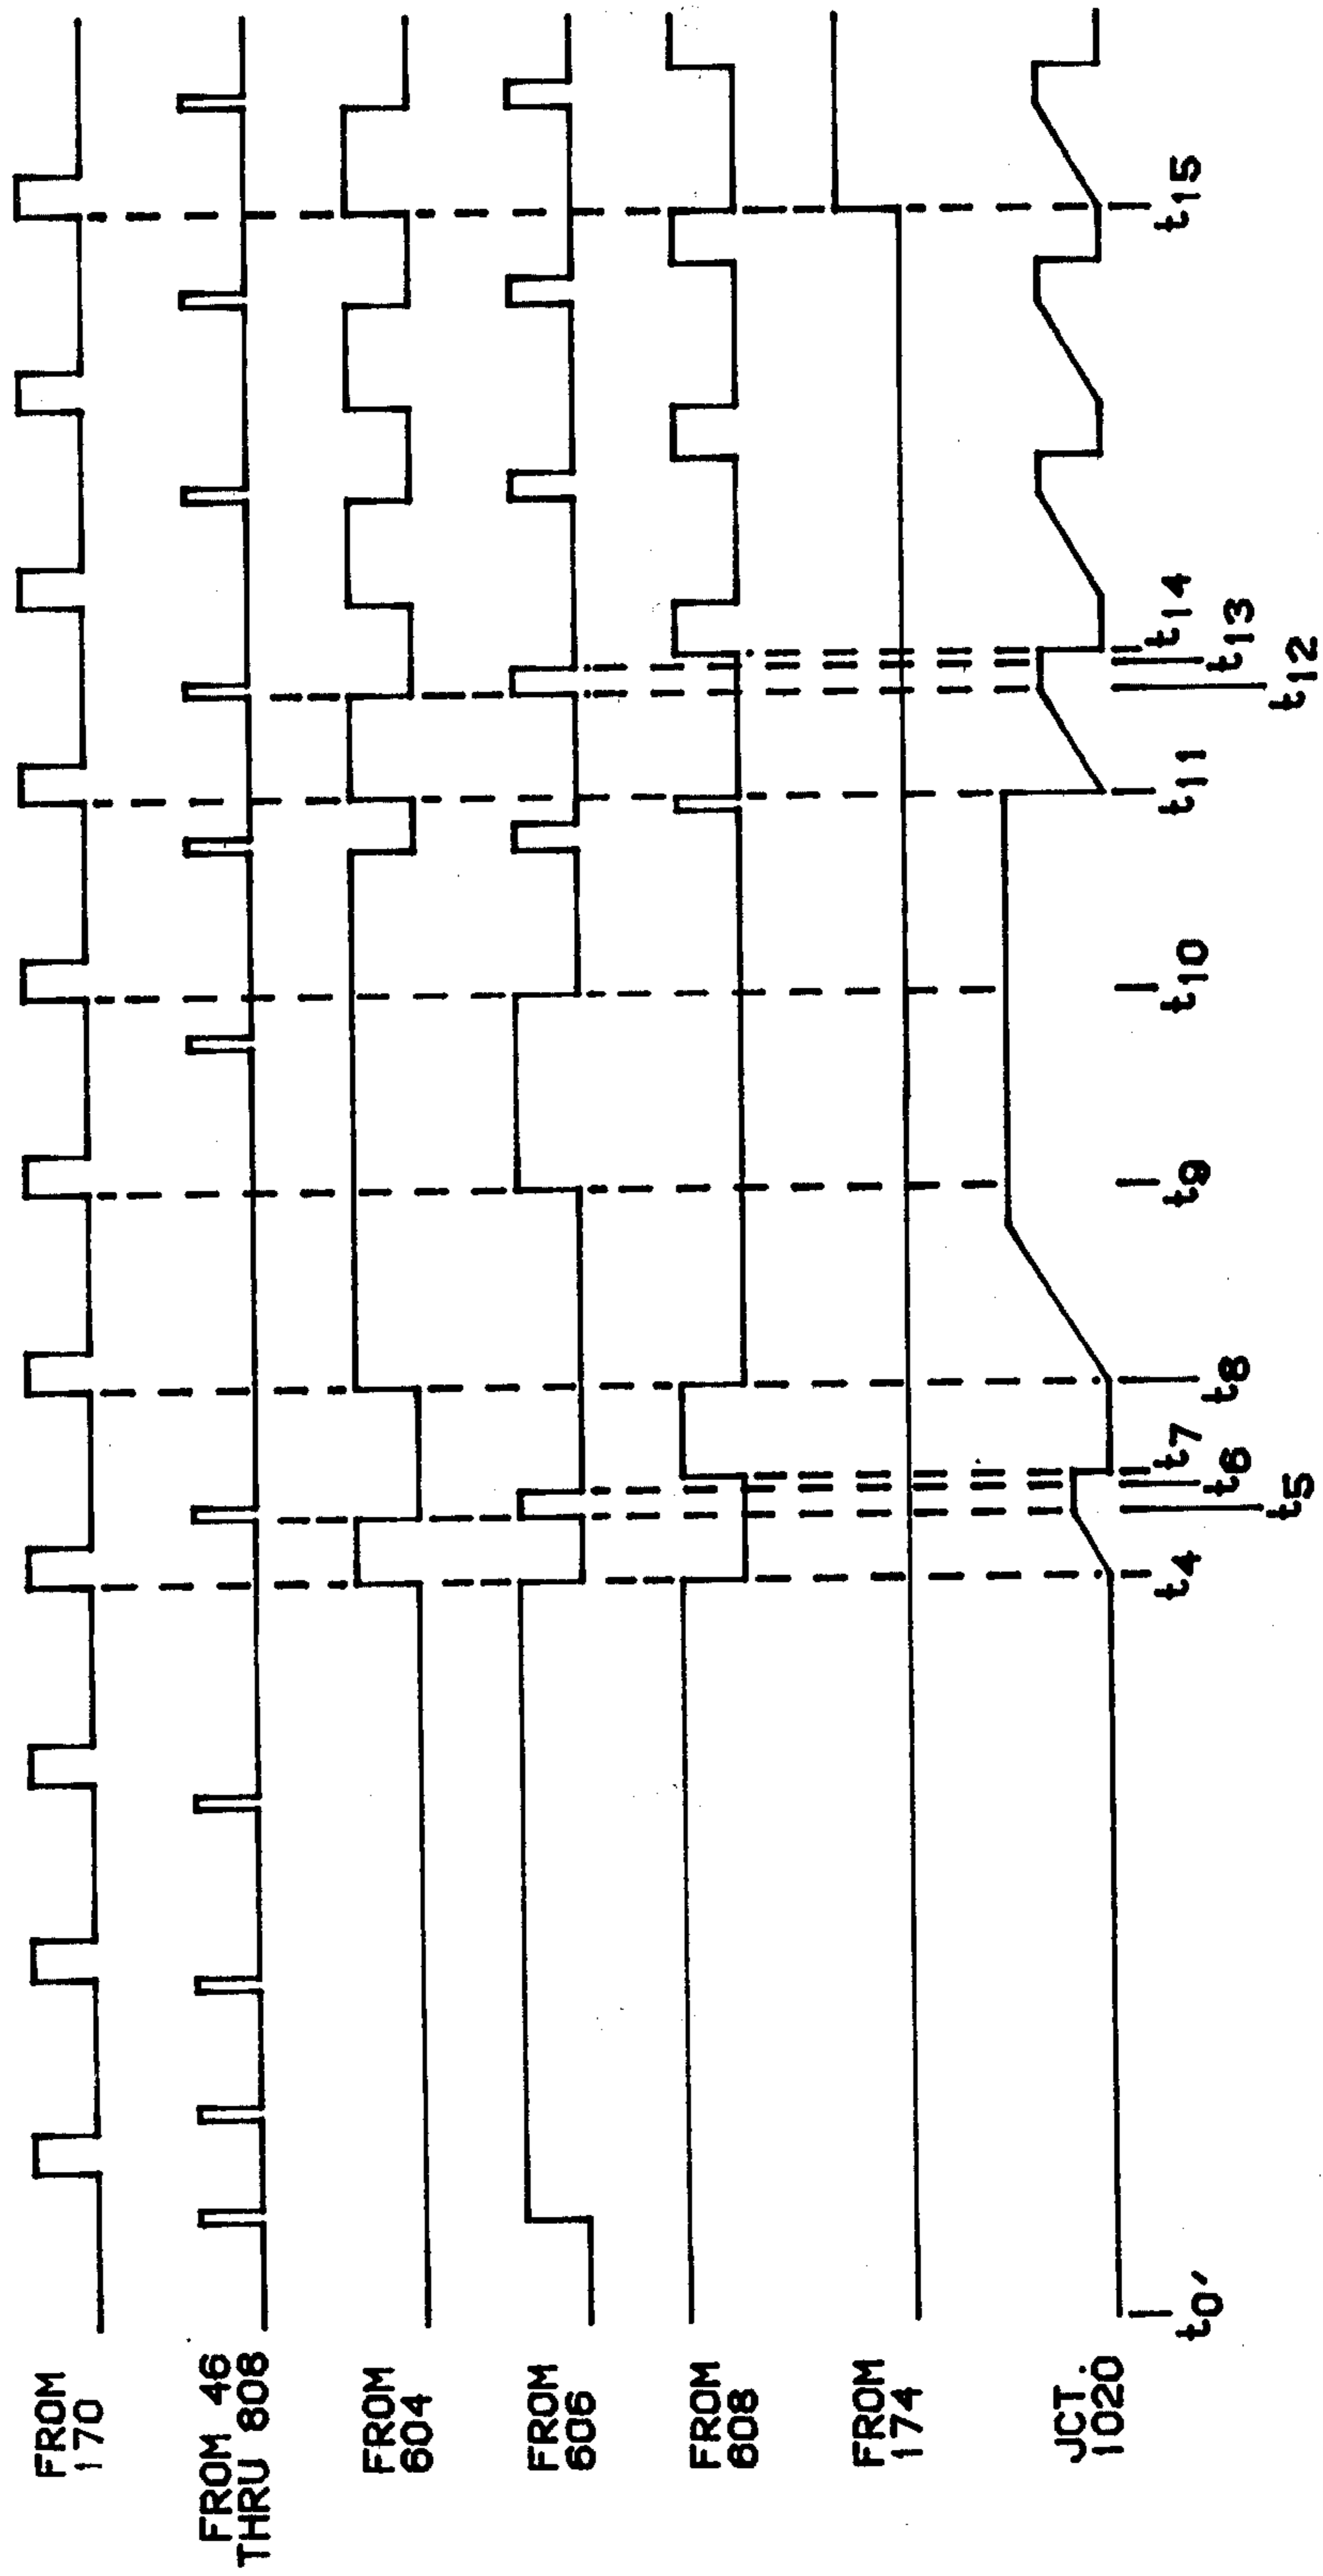 FROM
170
FROM 46
THRU 808
FROM
604
FROM
606
FROM
608
FROM
174
JCT.
1020
t0'
t4
t5
t6
t7
t8
t9
t10
t11
t12
t13
t14
t15